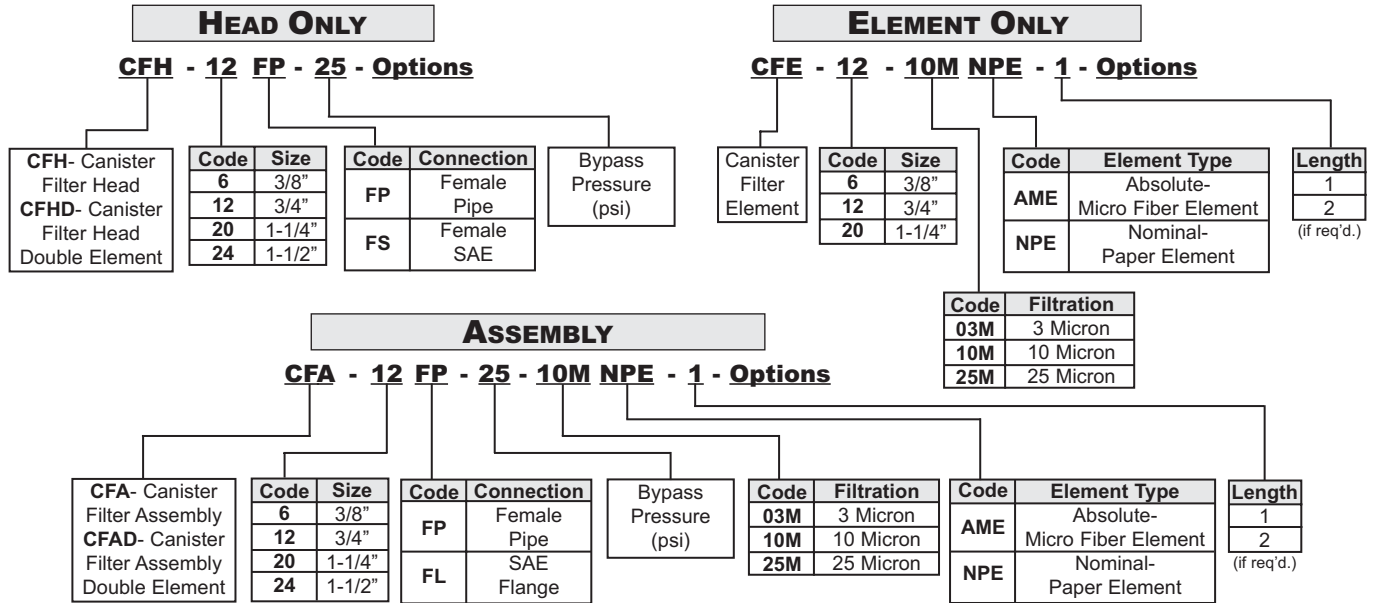 HEAD ONLY
CFH - 12 FP - 25 - Options
CFH- Canister
Filter Head
CFHD- Canister
Filter Head
Double Element
Code Size
6 3/8”
12 3/4”
20 1-1/4”
24 1-1/2”
Code Connection
FP Female
Pipe
FS Female
SAE
Bypass
Pressure
(psi)
ELEMENT ONLY
CFE - 12 - 10M NPE - 1 - Options
Canister
Filter
Element
Code Size
6 3/8”
12 3/4”
20 1-1/4”
Code Element Type
AME Absolute-
Micro Fiber Element
NPE Nominal-
Paper Element
Length
1
2
(if req’d.)
Code Filtration
03M 3 Micron
10M 10 Micron
25M 25 Micron
ASSEMBLY
CFA - 12 FP - 25 - 10M NPE - 1 - Options
CFA- Canister
Filter Assembly
CFAD- Canister
Filter Assembly
Double Element
Code Size
6 3/8”
12 3/4”
20 1-1/4”
24 1-1/2”
Code Connection
FP Female
Pipe
FL SAE
Flange
Bypass
Pressure
(psi)
Code Filtration
03M 3 Micron
10M 10 Micron
25M 25 Micron
Code Element Type
AME Absolute-
Micro Fiber Element
NPE Nominal-
Paper Element
Length
1
2
(if req’d.)